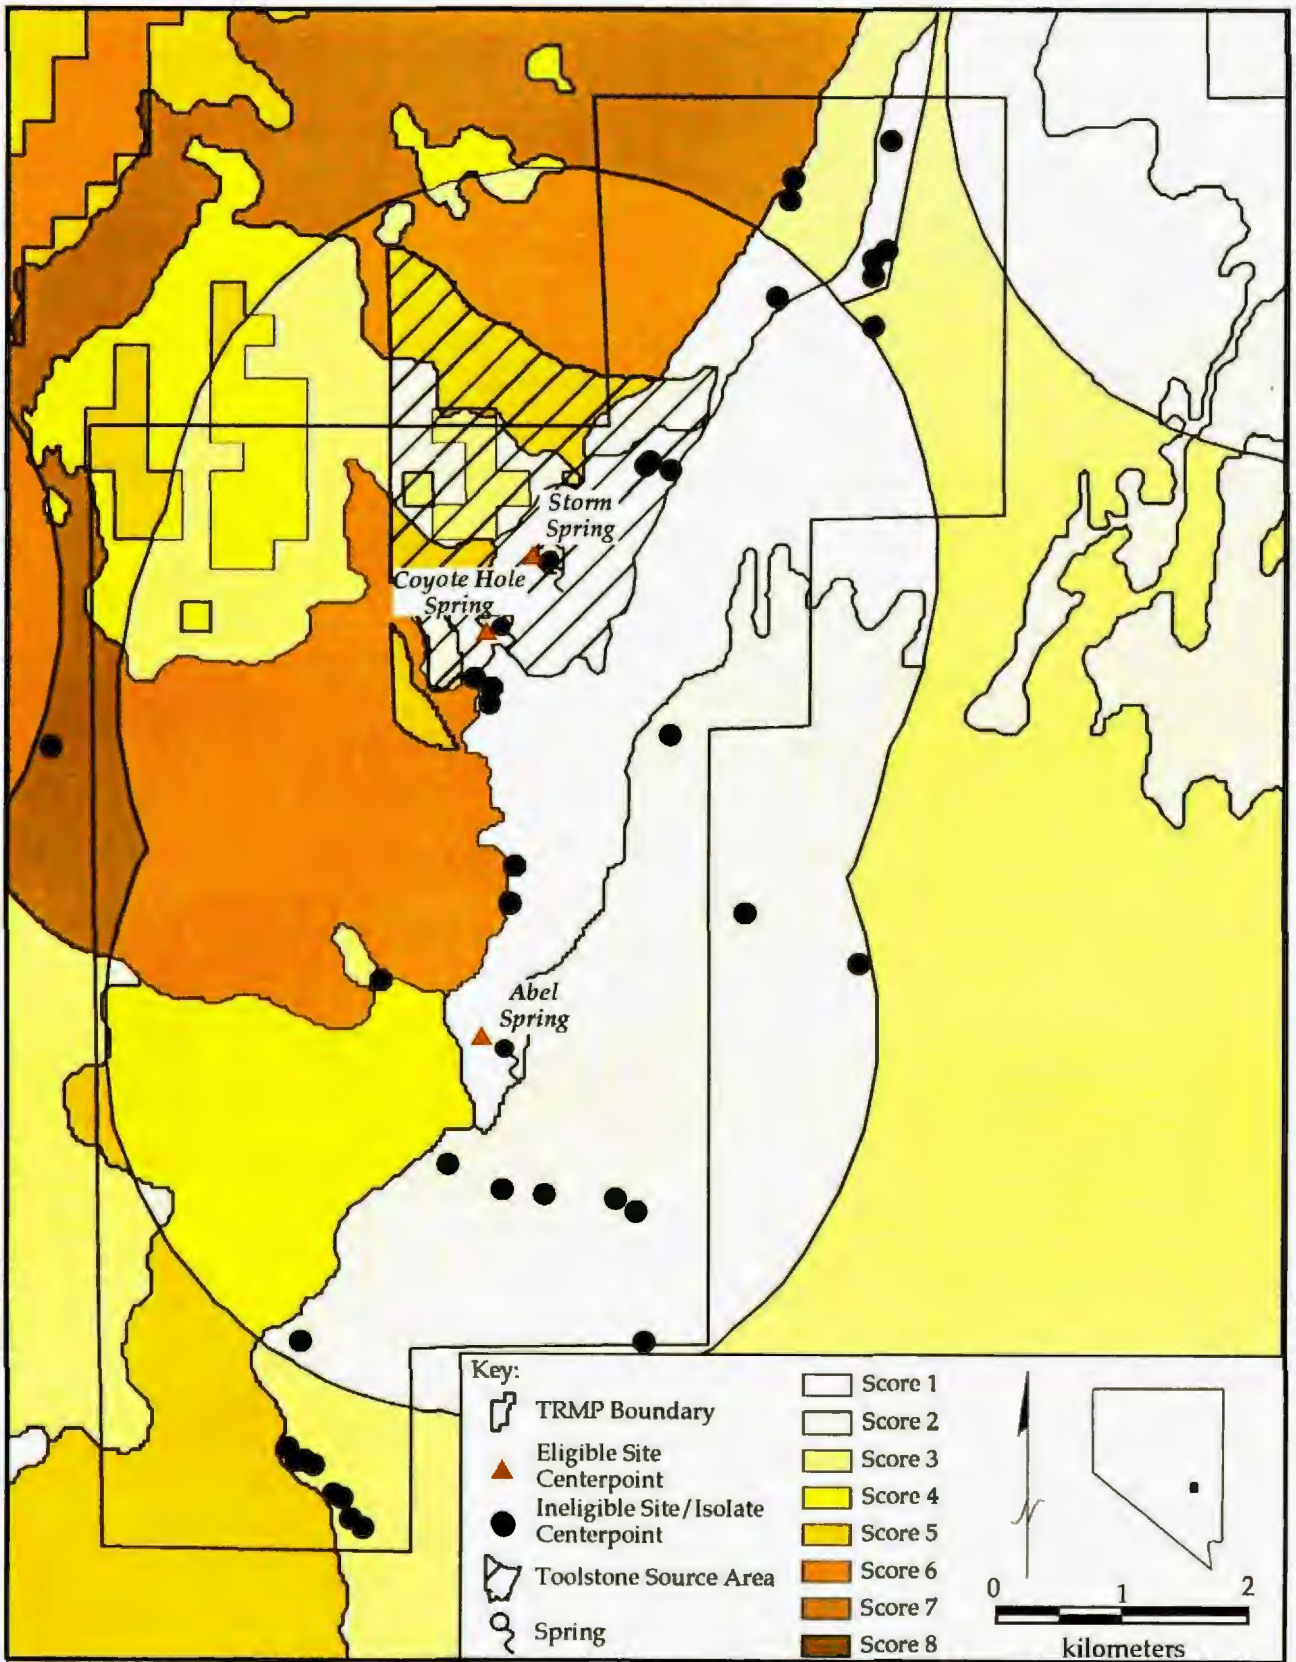 Storm
Spring
Coyote Hole
Spring
Abel
Spring
Key:
TRMP Boundary
Eligible Site
Centerpoint
Ineligible Site/Isolate
Centerpoint
Toolstone Source Area
Spring
Score 1
Score 2
Score 3
Score 4
Score 5
Score 6
Score 7
Score 8
N
0 1 2
kilometers